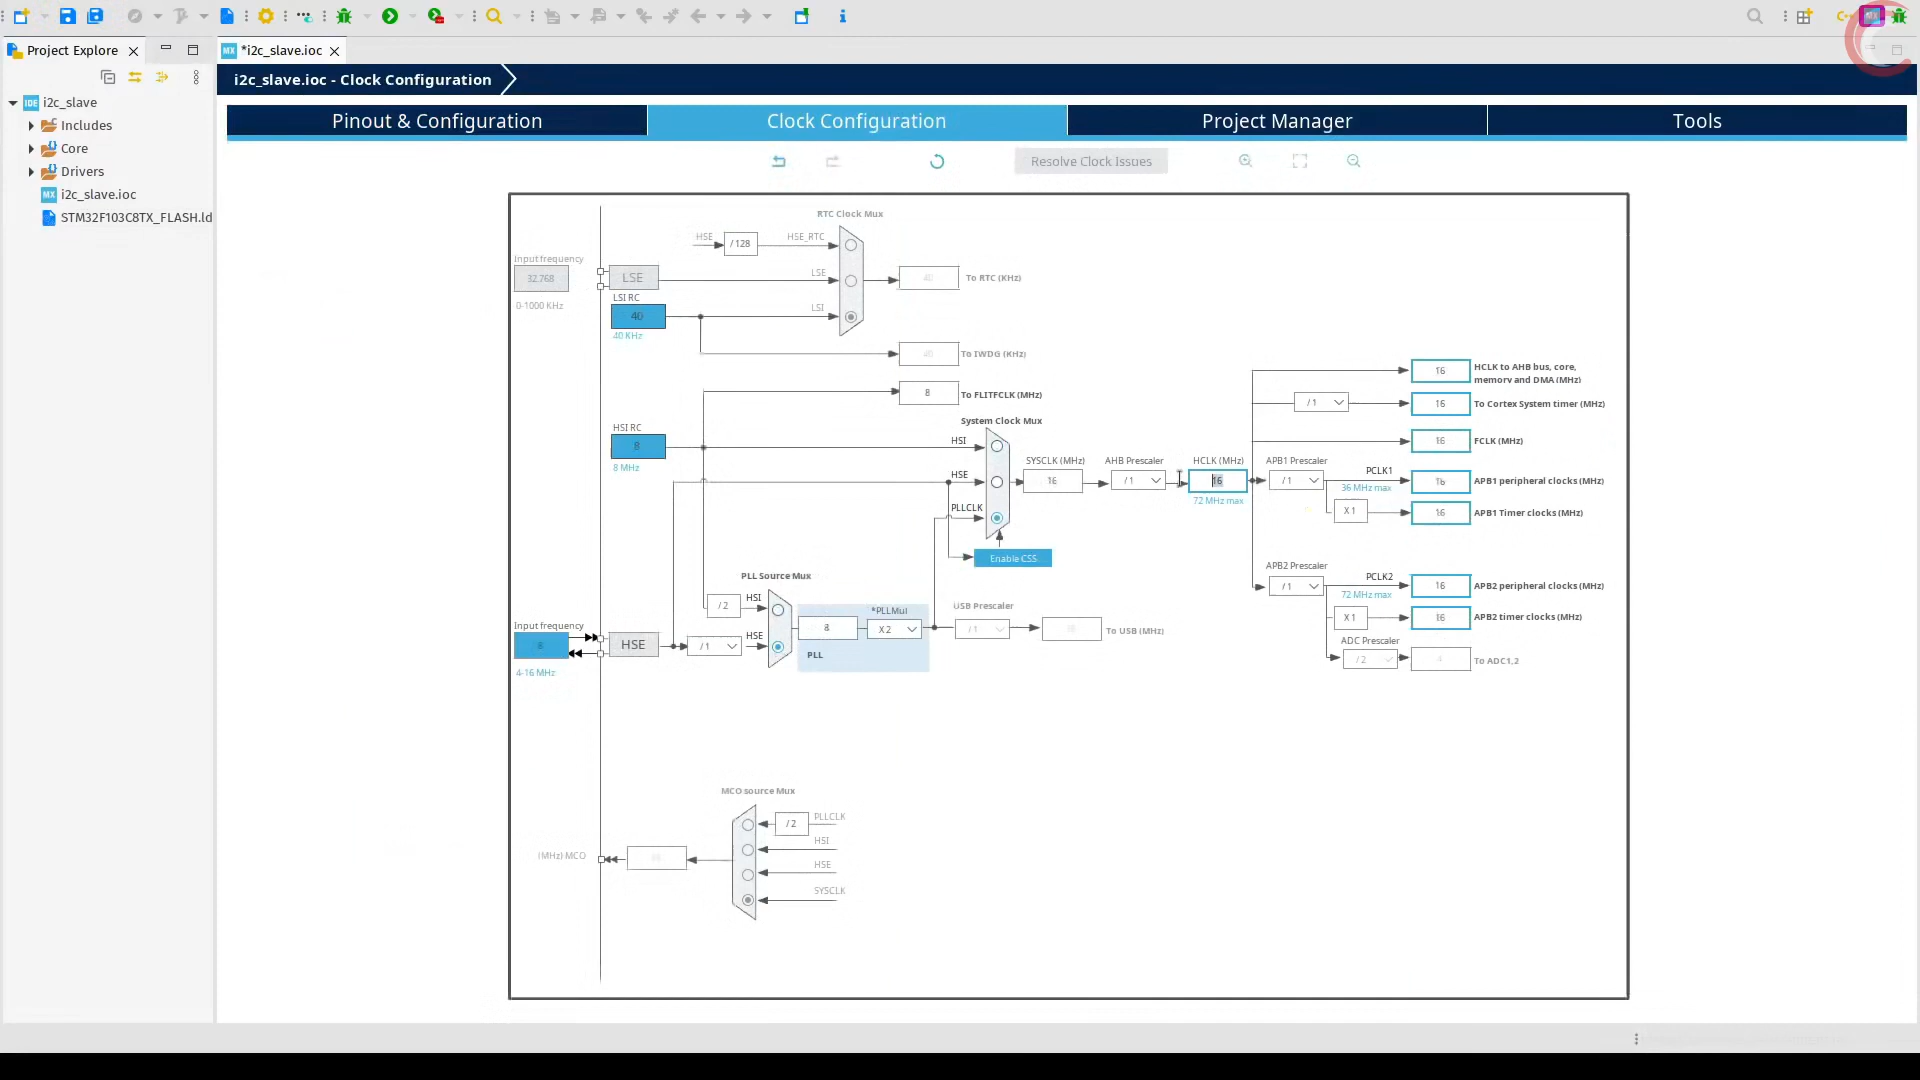 Project Explore
*i2c_slave.ioc
i2c_slave.ioc - Clock Configuration
IDE i2c_slave
Includes
Core
Drivers
MX i2c_slave.ioc
STM32F103C8TX_FLASH.ld
Pinout & Configuration
Clock Configuration
Project Manager
Tools
Resolve Clock Issues
RTC Clock Mux
HSE
/ 128
HSE_RTC
Input frequency
32.768
0-1000 KHz
LSE
LSE
40
To RTC (KHz)
LSI RC
40
40 KHz
LSI
40
To IWDG (KHz)
8
To FLITFCLK (MHz)
System Clock Mux
HSI RC
8
8 MHz
HSI
HSE
PLLCLK
Enable CSS
SYSCLK (MHz)
16
AHB Prescaler
/ 1
HCLK (MHz)
16
72 MHz max
16
HCLK to AHB bus, core,
memory and DMA (MHz)
/ 1
16
To Cortex System timer (MHz)
16
FCLK (MHz)
APB1 Prescaler
/ 1
PCLK1
36 MHz max
16
APB1 peripheral clocks (MHz)
X 1
16
APB1 Timer clocks (MHz)
APB2 Prescaler
/ 1
PCLK2
72 MHz max
16
APB2 peripheral clocks (MHz)
X 1
16
APB2 timer clocks (MHz)
ADC Prescaler
/ 2
To ADC1,2
PLL Source Mux
/ 2
HSI
Input frequency
8
4-16 MHz
HSE
/ 1
HSE
8
*PLLMul
X 2
PLL
USB Prescaler
/ 1
To USB (MHz)
MCO source Mux
/ 2
PLLCLK
HSI
HSE
SYSCLK
(MHz) MCO